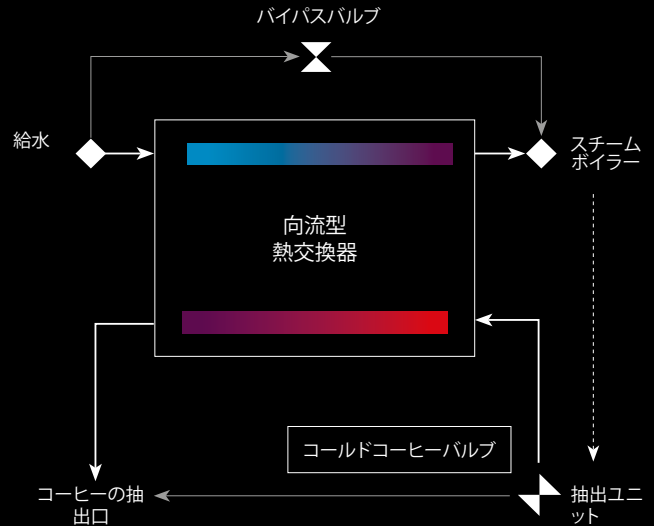 バイパスバルブ
給水
スチーム
ボイラー
向流型
熱交換器
コールドコーヒーバルブ
コーヒーの抽
出口
抽出ユニ
ット